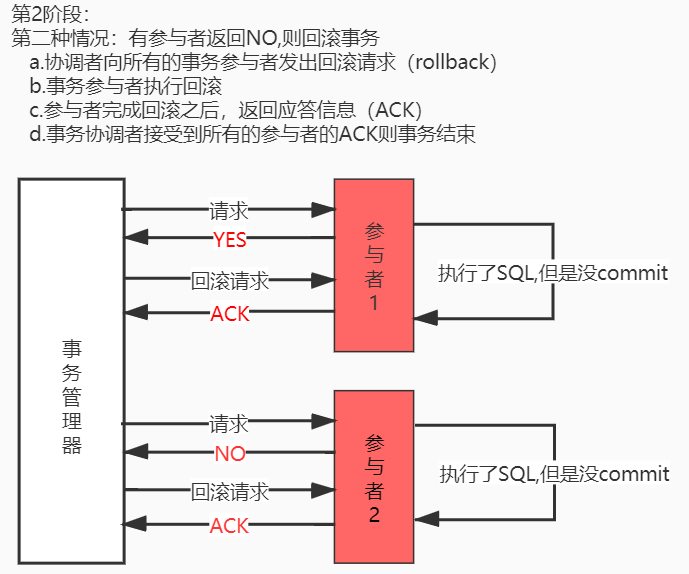 第2阶段：
第二种情况：有参与者返回NO,则回滚事务
a.协调者向所有的事务参与者发出回滚请求（rollback）
b.事务参与者执行回滚
c.参与者完成回滚之后，返回应答信息（ACK）
d.事务协调者接受到所有的参与者的ACK则事务结束
事务管理器
请求
YES
回滚请求
ACK
参与者1
执行了SQL,但是没commit
请求
NO
回滚请求
ACK
参与者2
执行了SQL,但是没commit